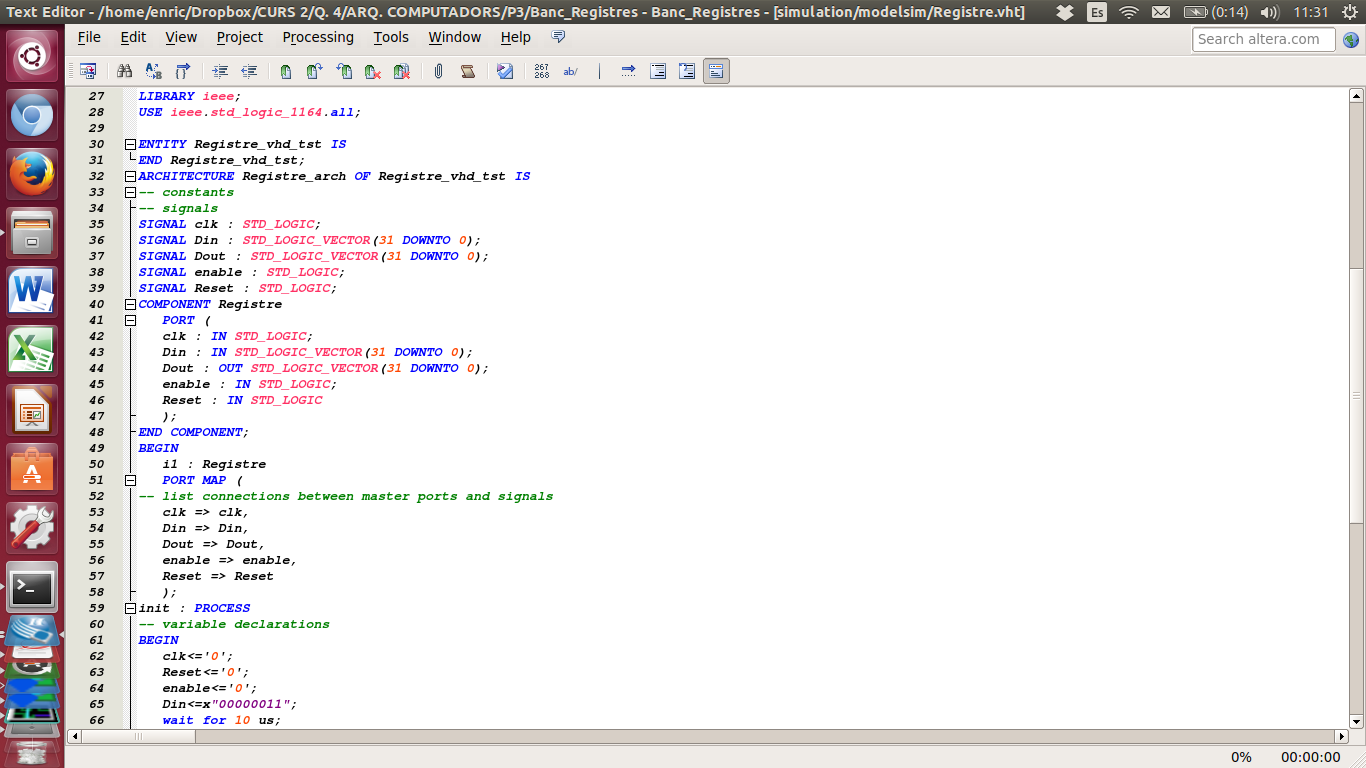 Text Editor - /home/enric/Dropbox/CURS 2/Q. 4/ARQ. COMPUTADORS/P3/Banc_Registres - Banc_Registres - [simulation/modelsim/Registre.vht]
Es
(0:14)
11:31
File Edit View Project Processing Tools Window Help
Search altera.com
267
268
ab/
27 LIBRARY ieee;
28 USE ieee.std_logic_1164.all;
29
30 ENTITY Registre_vhd_tst IS
31 END Registre_vhd_tst;
32 ARCHITECTURE Registre_arch OF Registre_vhd_tst IS
33 -- constants
34 -- signals
35 SIGNAL clk : STD_LOGIC;
36 SIGNAL Din : STD_LOGIC_VECTOR(31 DOWNTO 0);
37 SIGNAL Dout : STD_LOGIC_VECTOR(31 DOWNTO 0);
38 SIGNAL enable : STD_LOGIC;
39 SIGNAL Reset : STD_LOGIC;
40 COMPONENT Registre
41 PORT (
42 clk : IN STD_LOGIC;
43 Din : IN STD_LOGIC_VECTOR(31 DOWNTO 0);
44 Dout : OUT STD_LOGIC_VECTOR(31 DOWNTO 0);
45 enable : IN STD_LOGIC;
46 Reset : IN STD_LOGIC
47 );
48 END COMPONENT;
49 BEGIN
50 i1 : Registre
51 PORT MAP (
52 -- list connections between master ports and signals
53 clk => clk,
54 Din => Din,
55 Dout => Dout,
56 enable => enable,
57 Reset => Reset
58 );
59 init : PROCESS
60 -- variable declarations
61 BEGIN
62 clk<='0';
63 Reset<='0';
64 enable<='0';
65 Din<=x"00000011";
66 wait for 10 us;
0% 00:00:00